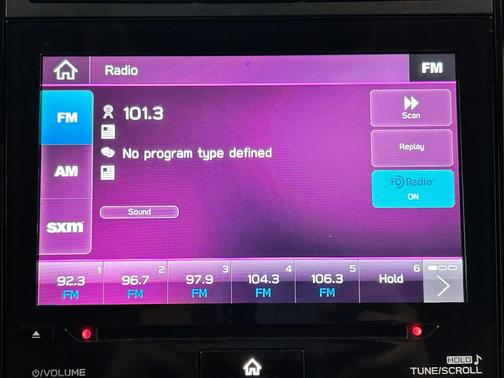 Radio
FM
FM
101.3
Scan
No program type defined
Replay
AM
HD Radio
ON
Sound
sxm
1
2
3
4
5
6
92.3
96.7
97.9
104.3
106.3
Hold
FM
FM
FM
FM
FM
HOLD
/VOLUME
TUNE/SCROLL